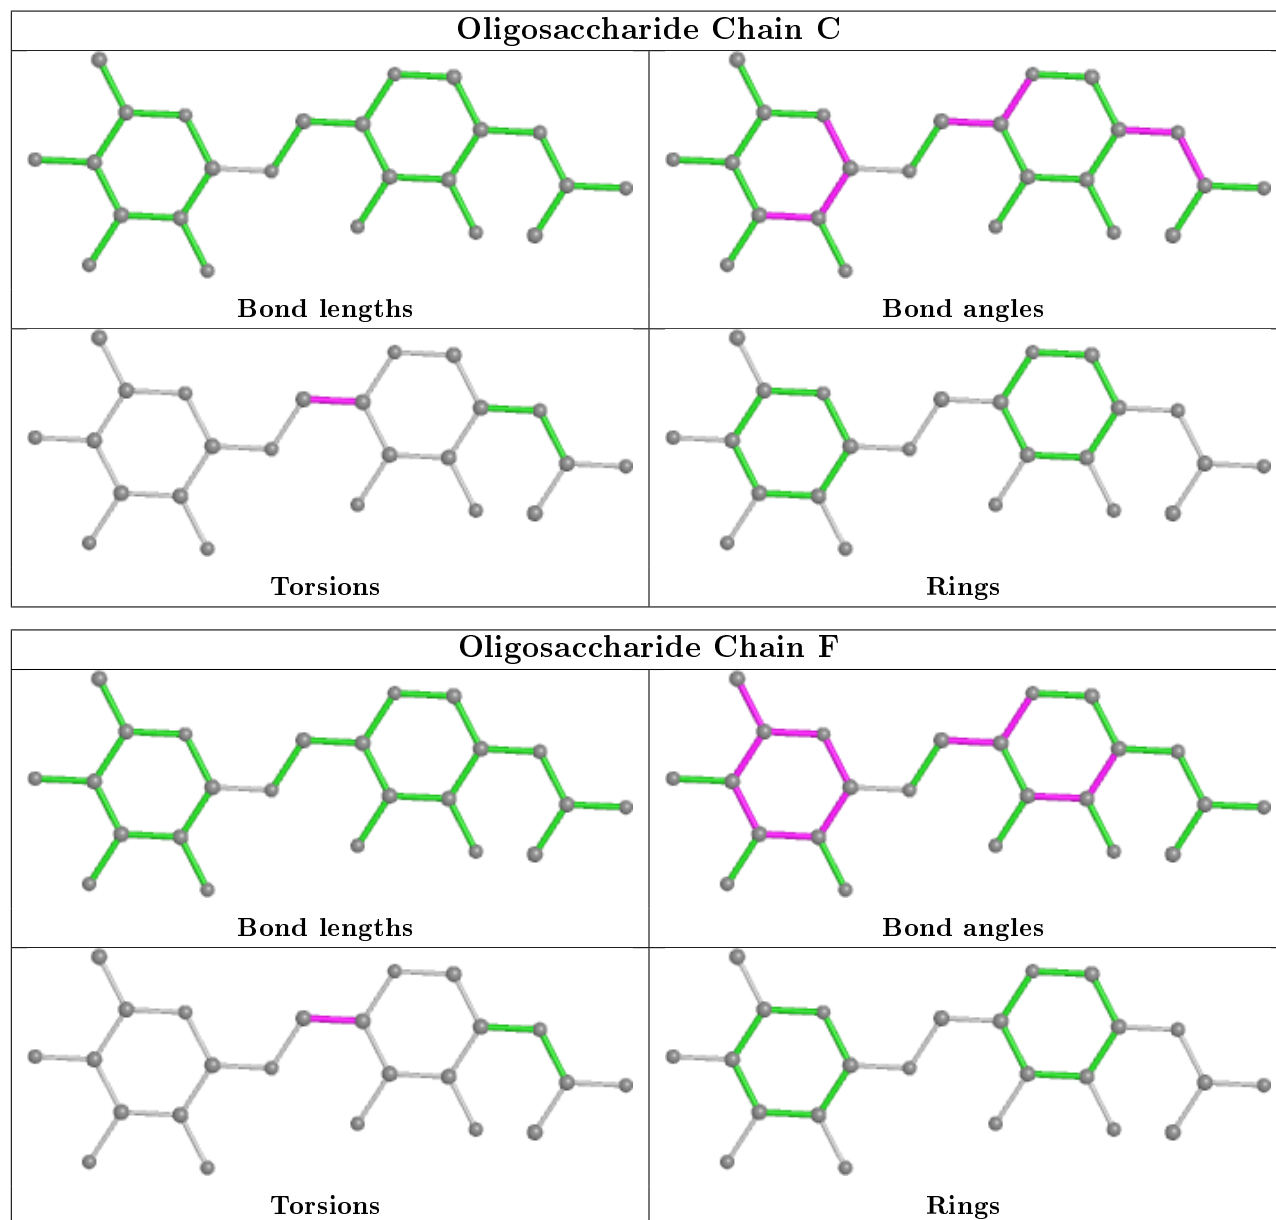 Oligosaccharide Chain C
Bond lengths
Bond angles
Torsions
Rings
Oligosaccharide Chain F
Bond lengths
Bond angles
Torsions
Rings